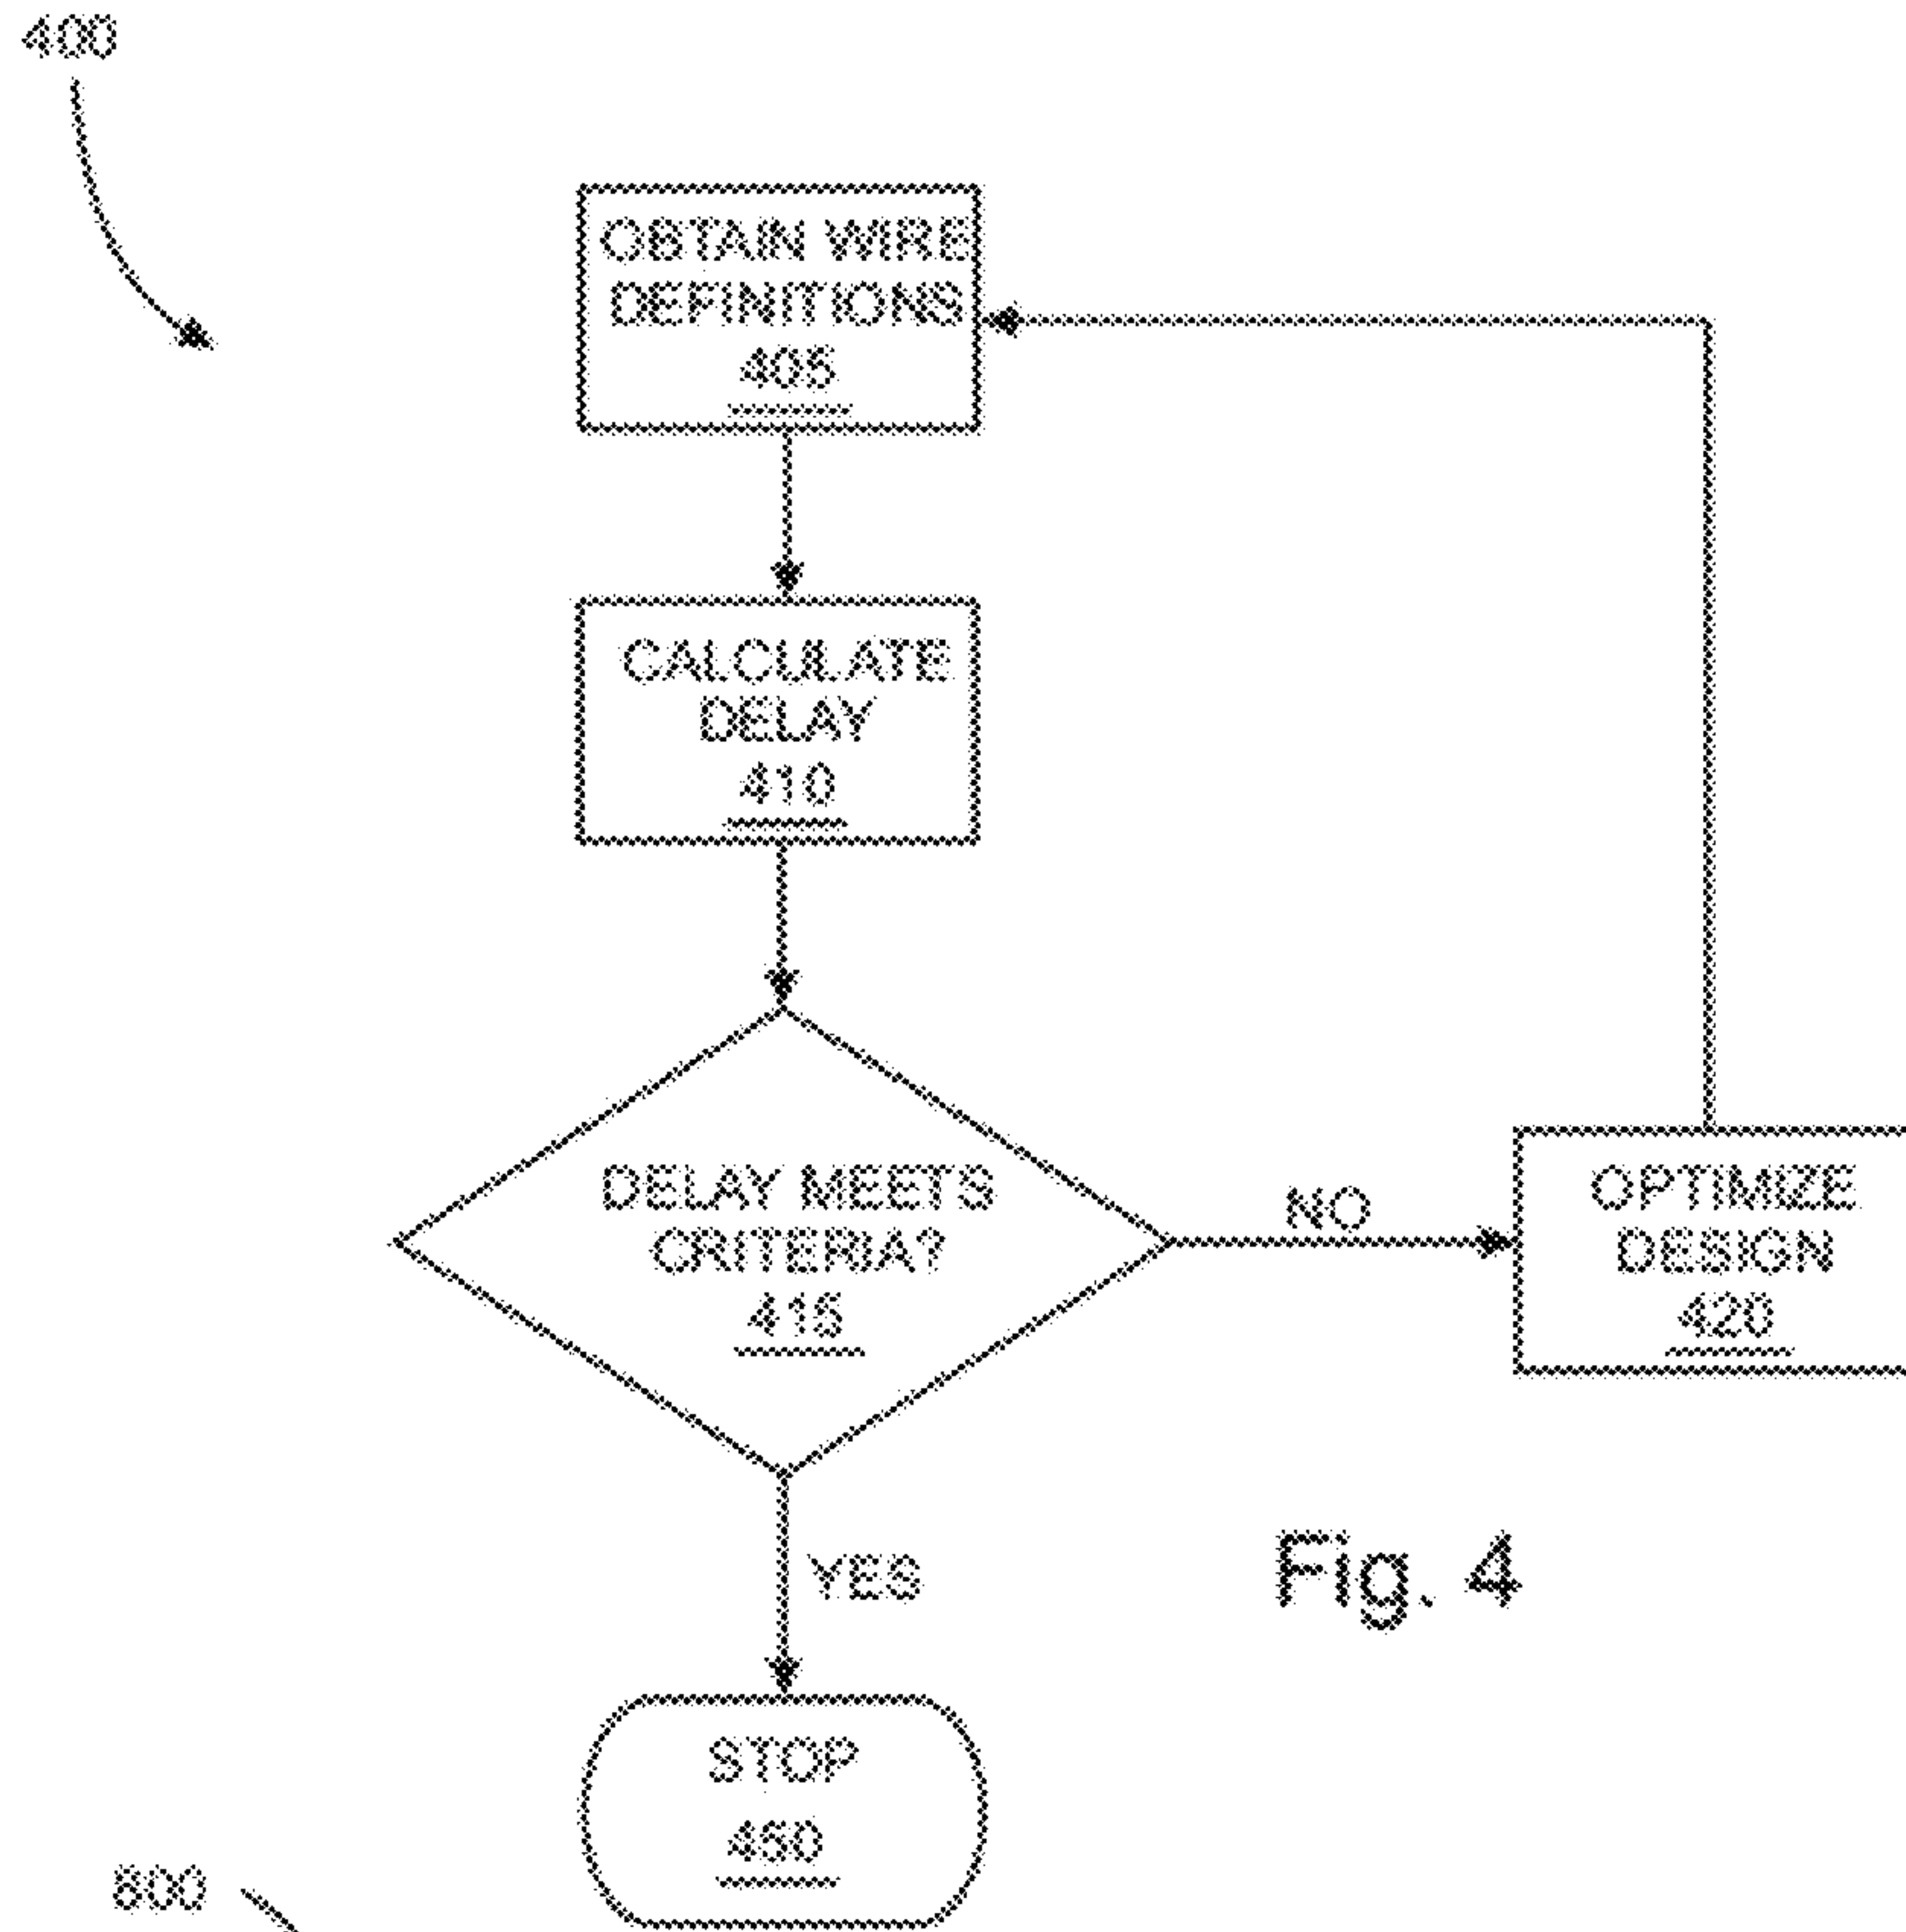 400
OBTAIN WIRE
DEFINITIONS
405
CALCULATE
DELAY
410
DELAY MEETS
CRITERIA?
415
NO
OPTIMIZE
DESIGN
420
YES
Fig. 4
STOP
450